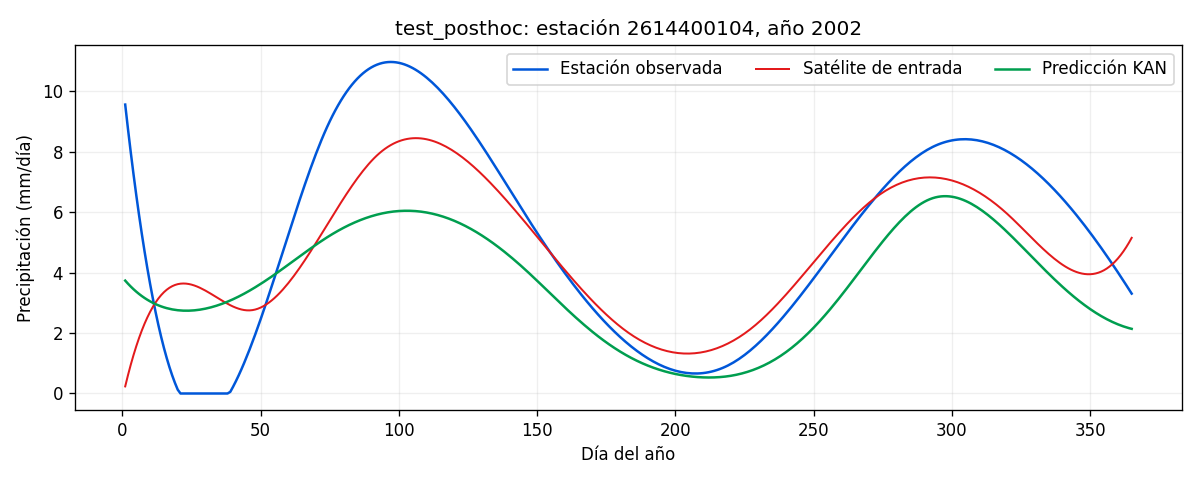 test_posthoc: estación 2614400104, año 2002
Estación observada
Satélite de entrada
Predicción KAN
Precipitación (mm/día)
10
8
6
4
2
0
0
50
100
150
200
250
300
350
Día del año